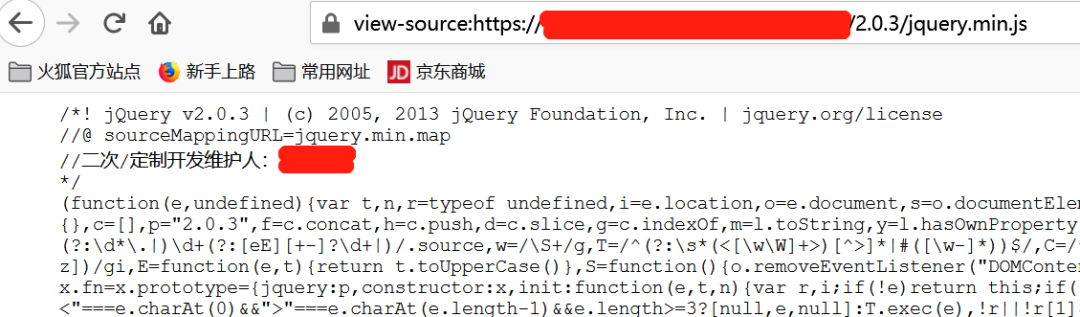 view-source:https:// /2.0.3/jquery.min.js
火狐官方站点 新手上路 常用网址 JD 京东商城
/*! jQuery v2.0.3 | (c) 2005, 2013 jQuery Foundation, Inc. | jquery.org/license
//@ sourceMappingURL=jquery.min.map
//二次/定制开发维护人：
*/
(function(e,undefined){var t,n,r=typeof undefined,i=e.location,o=e.document,s=o.documentElem
{},c=[],p="2.0.3",f=c.concat,h=c.push,d=c.slice,g=c.indexOf,m=l.toString,y=l.hasOwnProperty
(?:\d*\.|)\d+(?:[eE][+-]?\d+|)/.source,w=/\S+/g,T=/^(?:\s*(<[\w\W]+>)[^>]*|#([\w-]*))$/,C=/
z])/gi,E=function(e,t){return t.toUpperCase()},S=function(){o.removeEventListener("DOMConten
x.fn=x.prototype={jquery:p,constructor:x,init:function(e,t,n){var r,i;if(!e)return this;if(
<"===e.charAt(0)&&">"===e.charAt(e.length-1)&&e.length>=3?[null,e,null]:T.exec(e),!r||!r[1]